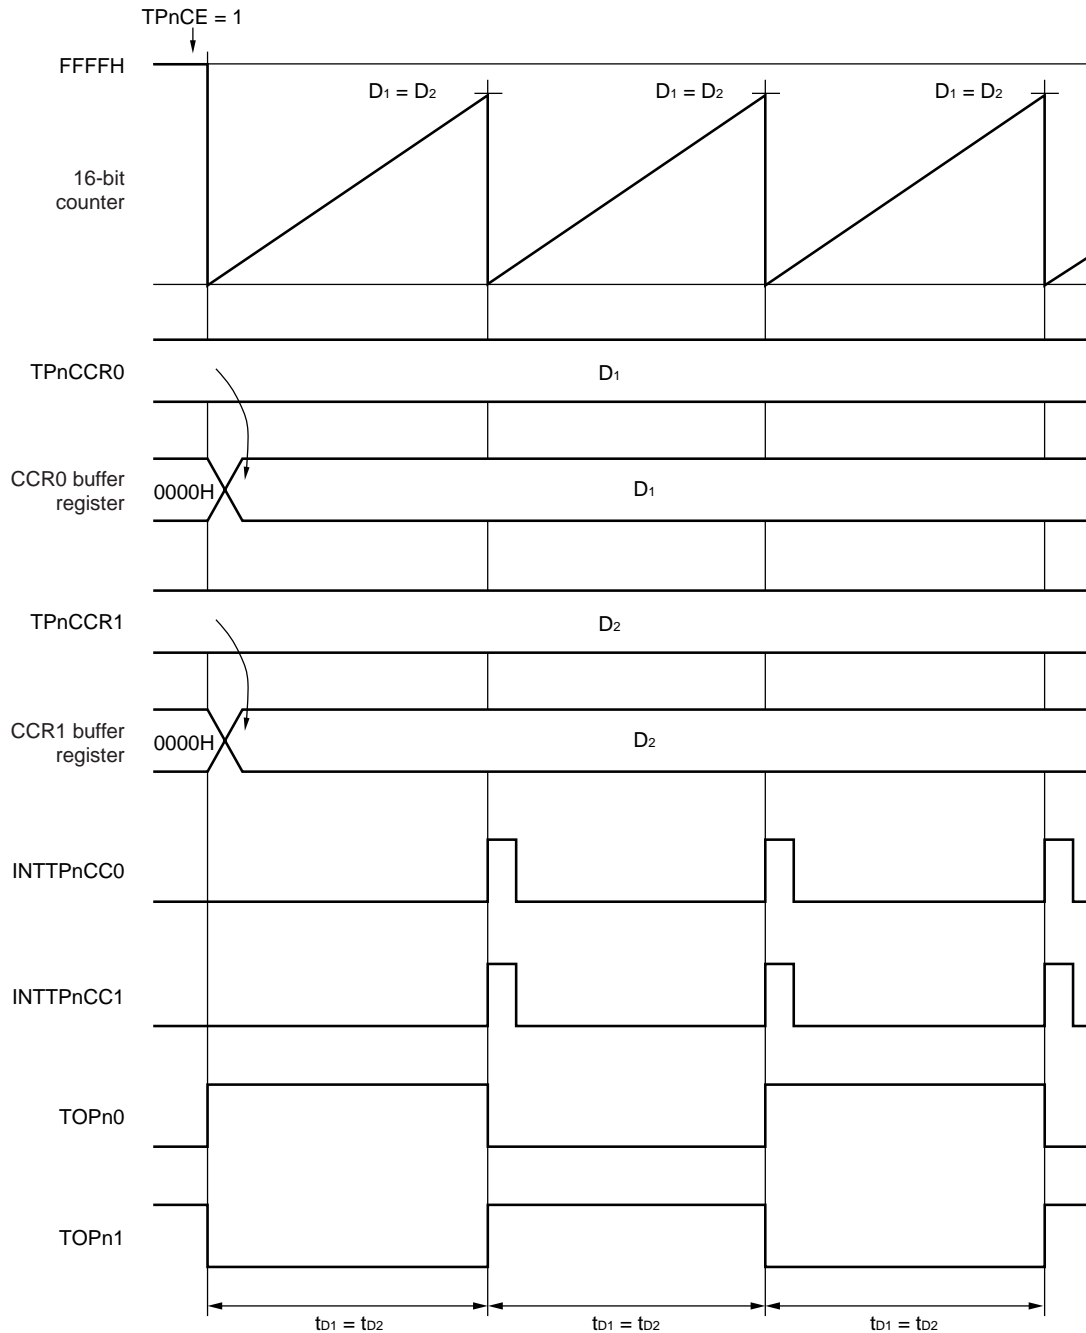 TPnCE = 1
FFFFH
D1 = D2 D1 = D2 D1 = D2
16-bit
counter
TPnCCR0 D1
CCR0 buffer
register
0000H D1
TPnCCR1 D2
CCR1 buffer
register
0000H D2
INTTPnCC0
INTTPnCC1
TOPn0
TOPn1
tD1 = tD2 tD1 = tD2 tD1 = tD2